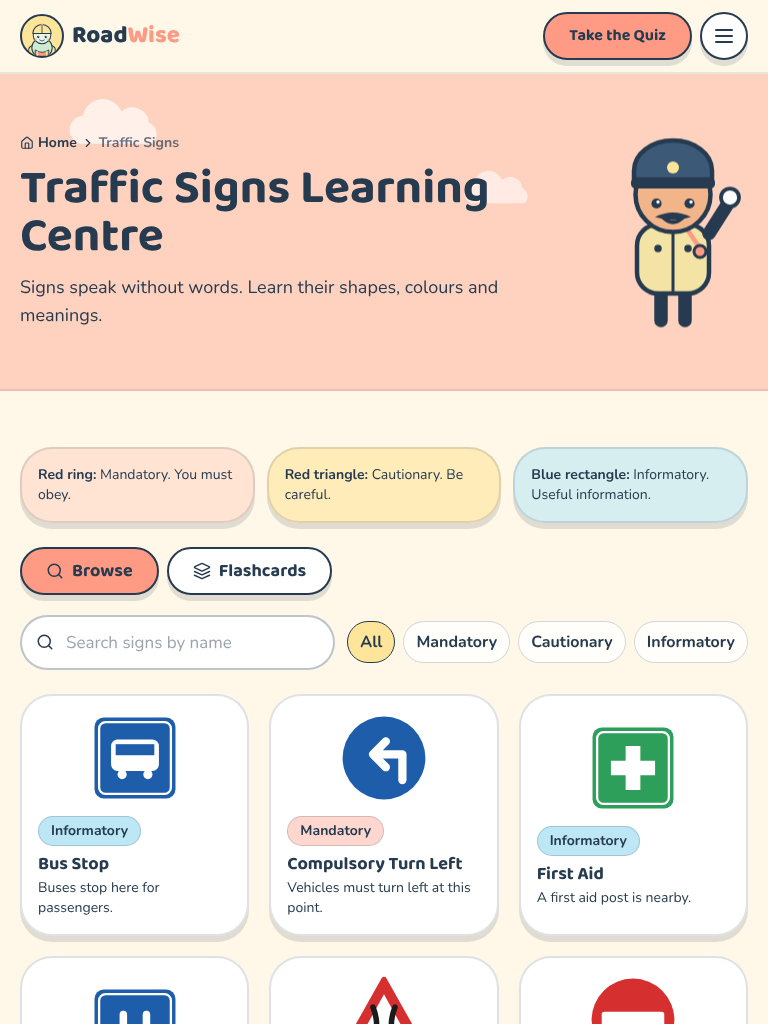 RoadWise
Take the Quiz
Home > Traffic Signs
Traffic Signs Learning
Centre
Signs speak without words. Learn their shapes, colours and
meanings.
Red ring: Mandatory. You must
obey.
Red triangle: Cautionary. Be
careful.
Blue rectangle: Informatory.
Useful information.
Browse
Flashcards
Search signs by name
All
Mandatory
Cautionary
Informatory
Informatory
Bus Stop
Buses stop here for
passengers.
Mandatory
Compulsory Turn Left
Vehicles must turn left at this
point.
Informatory
First Aid
A first aid post is nearby.